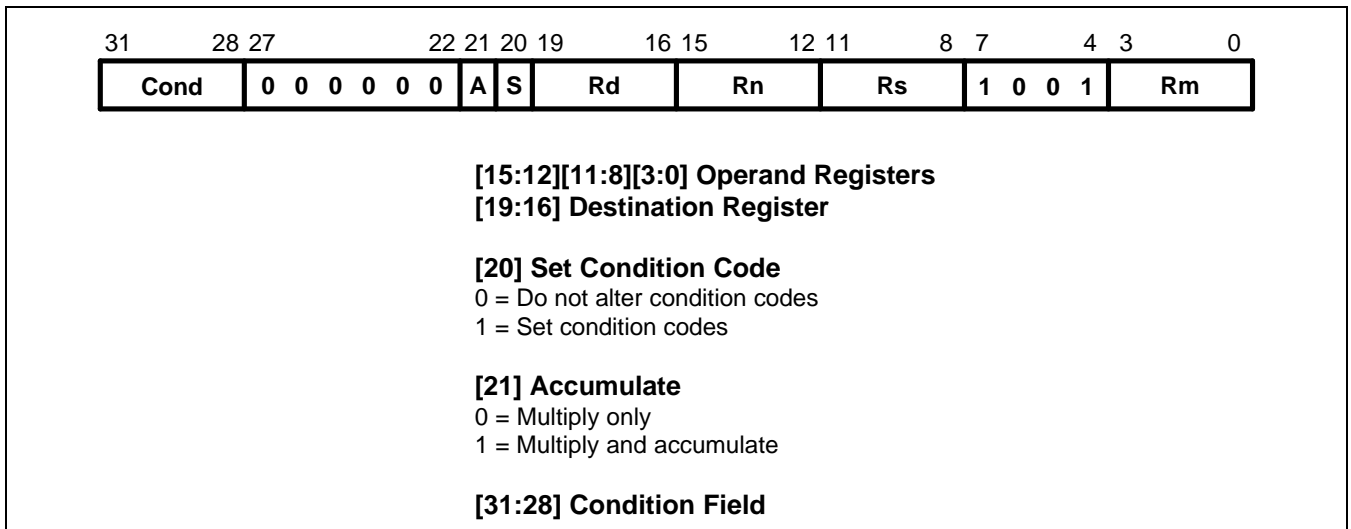 31 28 27 22 21 20 19 16 15 12 11 8 7 4 3 0
Cond 0 0 0 0 0 0 A S Rd Rn Rs 1 0 0 1 Rm
[15:12][11:8][3:0] Operand Registers
[19:16] Destination Register
[20] Set Condition Code
0 = Do not alter condition codes
1 = Set condition codes
[21] Accumulate
0 = Multiply only
1 = Multiply and accumulate
[31:28] Condition Field